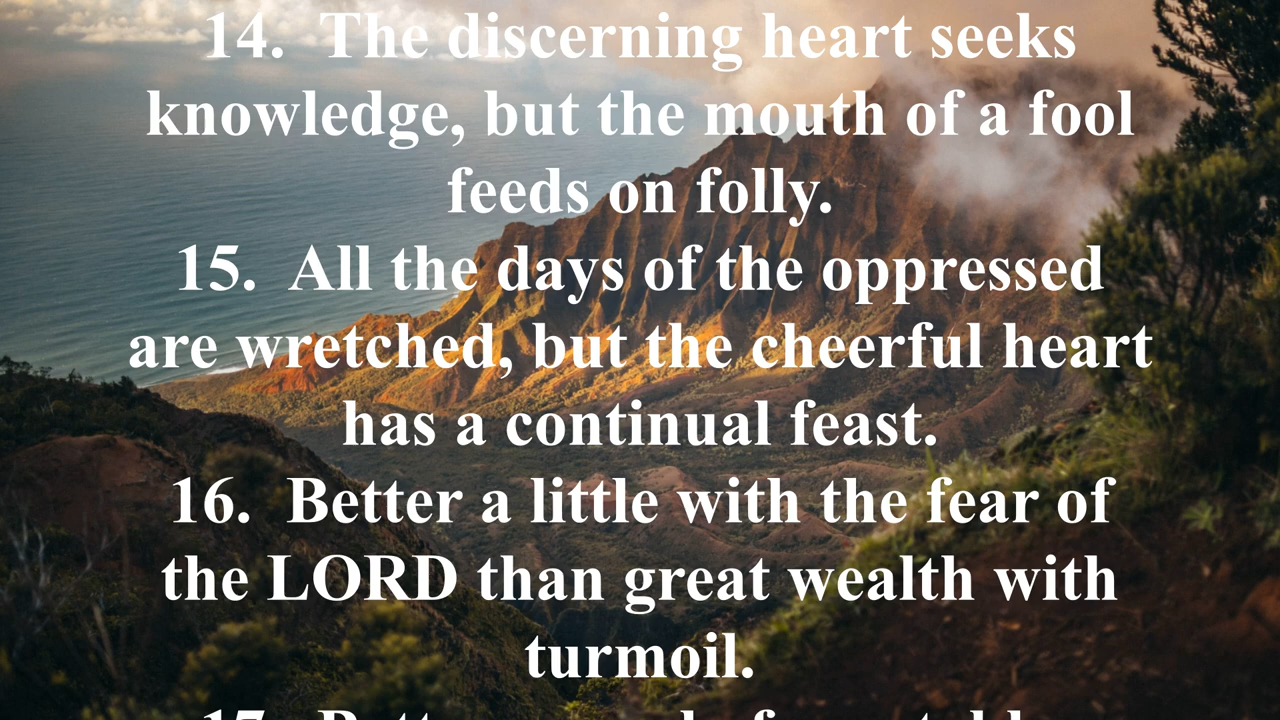 14.  The discerning heart seeks
knowledge, but the mouth of a fool
feeds on folly.
15.  All the days of the oppressed
are wretched, but the cheerful heart
has a continual feast.
16.  Better a little with the fear of
the LORD than great wealth with
turmoil.
17.